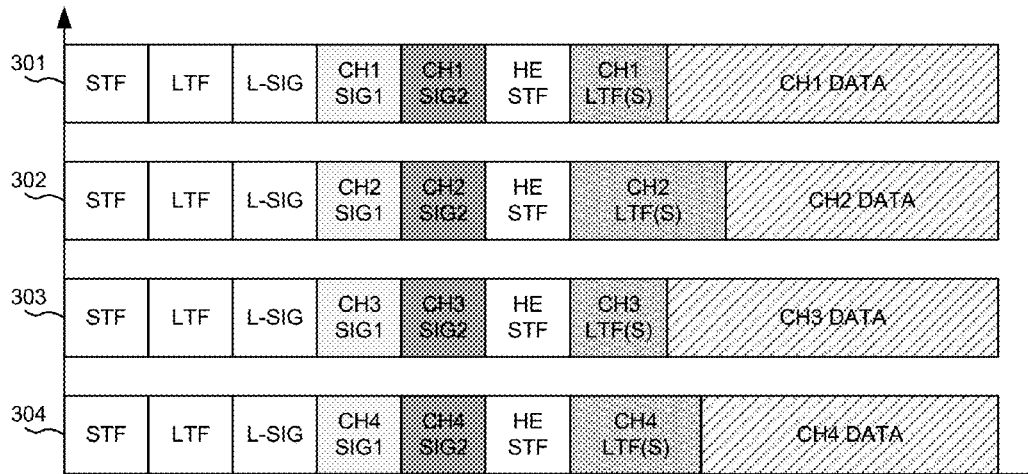 301
STF LTF L-SIG CH1 SIG1 CH1 SIG2 HE STF CH1 LTF(S) CH1 DATA
302
STF LTF L-SIG CH2 SIG1 CH2 SIG2 HE STF CH2 LTF(S) CH2 DATA
303
STF LTF L-SIG CH3 SIG1 CH3 SIG2 HE STF CH3 LTF(S) CH3 DATA
304
STF LTF L-SIG CH4 SIG1 CH4 SIG2 HE STF CH4 LTF(S) CH4 DATA